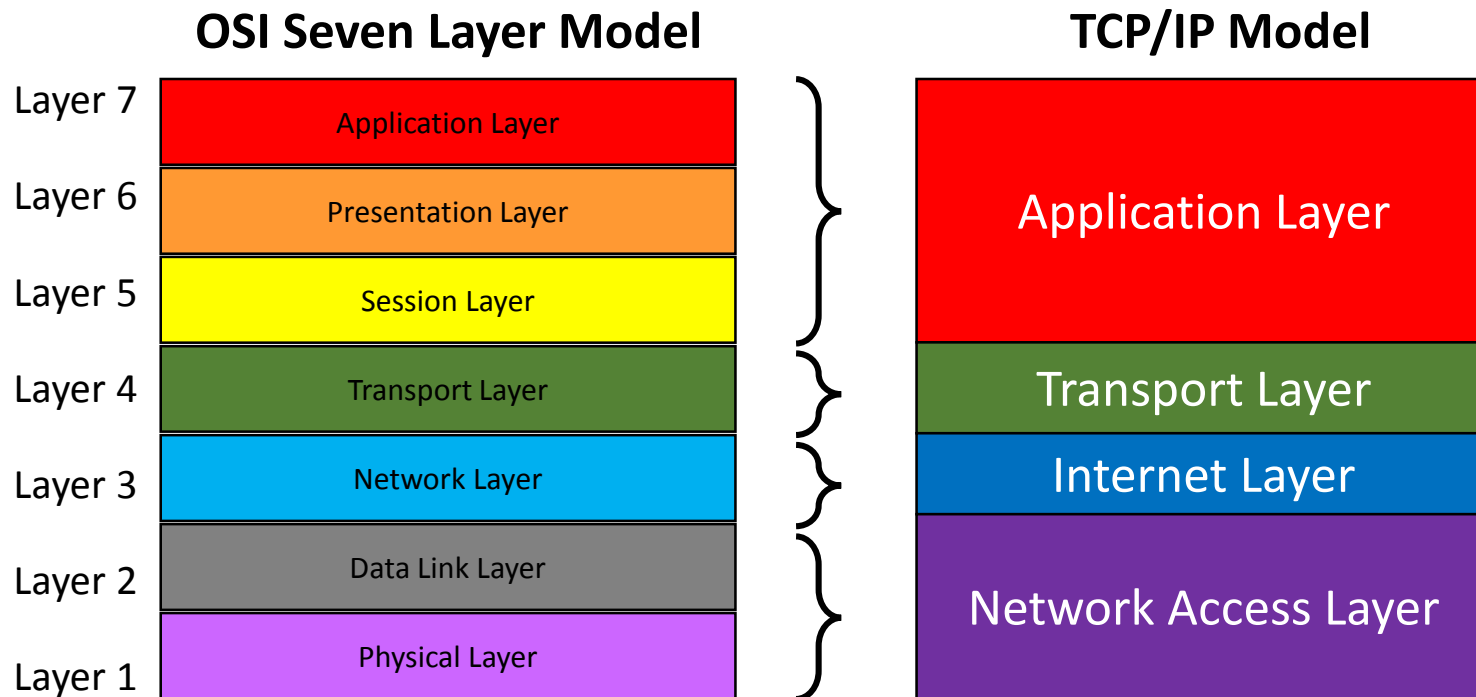 OSI Seven Layer Model
TCP/IP Model
Layer 7
Application Layer
Layer 6
Presentation Layer
Layer 5
Session Layer
Layer 4
Transport Layer
Layer 3
Network Layer
Layer 2
Data Link Layer
Layer 1
Physical Layer
Application Layer
Transport Layer
Internet Layer
Network Access Layer